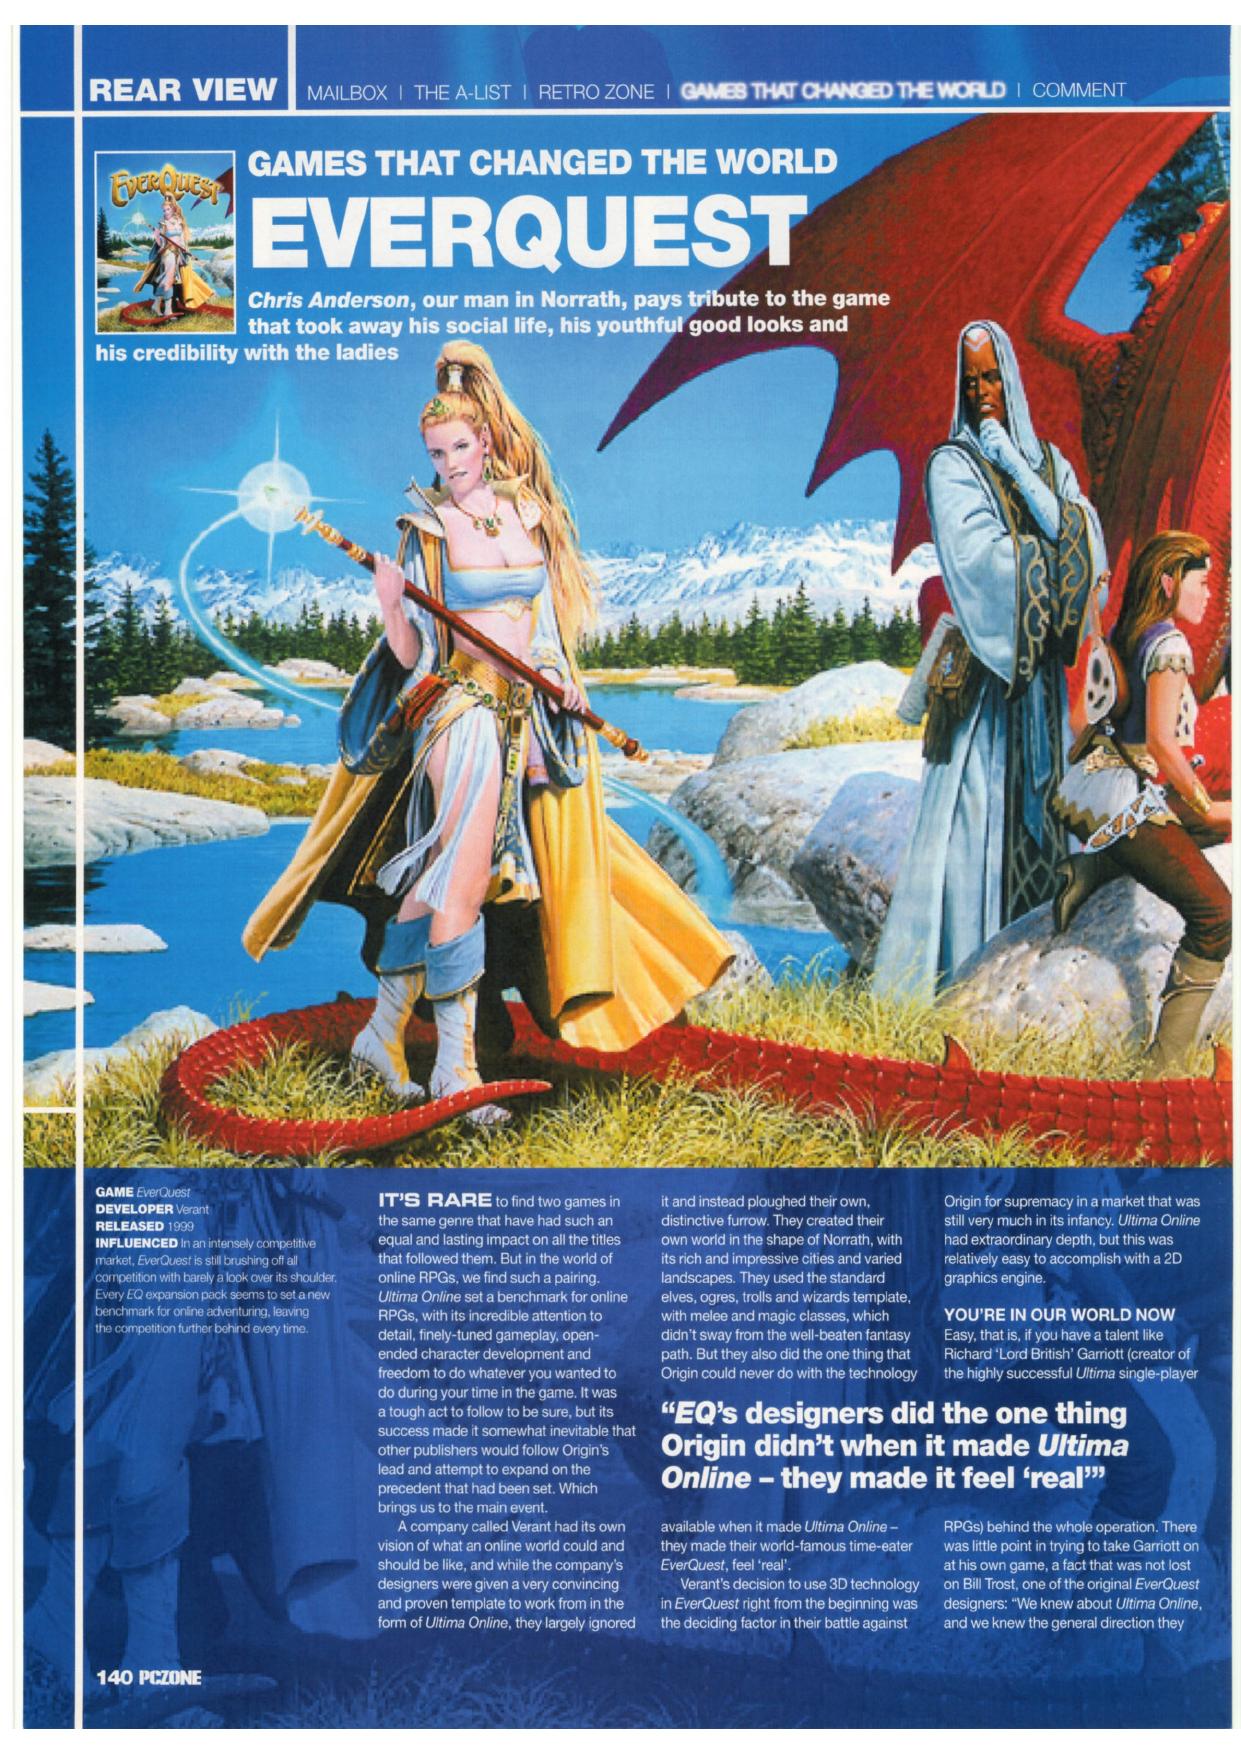 REAR VIEW
MAILBOX | THE A-LIST | RETRO ZONE | GAMES THAT CHANGED THE WORLD | COMMENT
EVERQUEST
GAMES THAT CHANGED THE WORLD
EVERQUEST
Chris Anderson, our man in Norrath, pays tribute to the game
that took away his social life, his youthful good looks and
his credibility with the ladies
GAME EverQuest
DEVELOPER Verant
RELEASED 1999
INFLUENCED In an intensely competitive
market, EverQuest is still brushing off all
competition with barely a look over its shoulder.
Every EQ expansion pack seems to set a new
benchmark for online adventuring, leaving
the competition further behind every time.
IT'S RARE to find two games in
the same genre that have had such an
equal and lasting impact on all the titles
that followed them. But in the world of
online RPGs, we find such a pairing.
Ultima Online set a benchmark for online
RPGs, with its incredible attention to
detail, finely-tuned gameplay, open-
ended character development and
freedom to do whatever you wanted to
do during your time in the game. It was
a tough act to follow to be sure, but its
success made it somewhat inevitable that
other publishers would follow Origin's
lead and attempt to expand on the
precedent that had been set. Which
brings us to the main event.
A company called Verant had its own
vision of what an online world could and
should be like, and while the company's
designers were given a very convincing
and proven template to work from in the
form of Ultima Online, they largely ignored
it and instead ploughed their own,
distinctive furrow. They created their
own world in the shape of Norrath, with
its rich and impressive cities and varied
landscapes. They used the standard
elves, ogres, trolls and wizards template,
with melee and magic classes, which
didn't sway from the well-beaten fantasy
path. But they also did the one thing that
Origin could never do with the technology
"EQ's designers did the one thing
Origin didn't when it made Ultima
Online – they made it feel 'real'"
available when it made Ultima Online –
they made their world-famous time-eater
EverQuest, feel 'real'.
Verant's decision to use 3D technology
in EverQuest right from the beginning was
the deciding factor in their battle against
Origin for supremacy in a market that was
still very much in its infancy. Ultima Online
had extraordinary depth, but this was
relatively easy to accomplish with a 2D
graphics engine.
YOU'RE IN OUR WORLD NOW
Easy, that is, if you have a talent like
Richard 'Lord British' Garriott (creator of
the highly successful Ultima single-player
RPGs) behind the whole operation. There
was little point in trying to take Garriott on
at his own game, a fact that was not lost
on Bill Trost, one of the original EverQuest
designers: "We knew about Ultima Online,
and we knew the general direction they
140 PCZONE